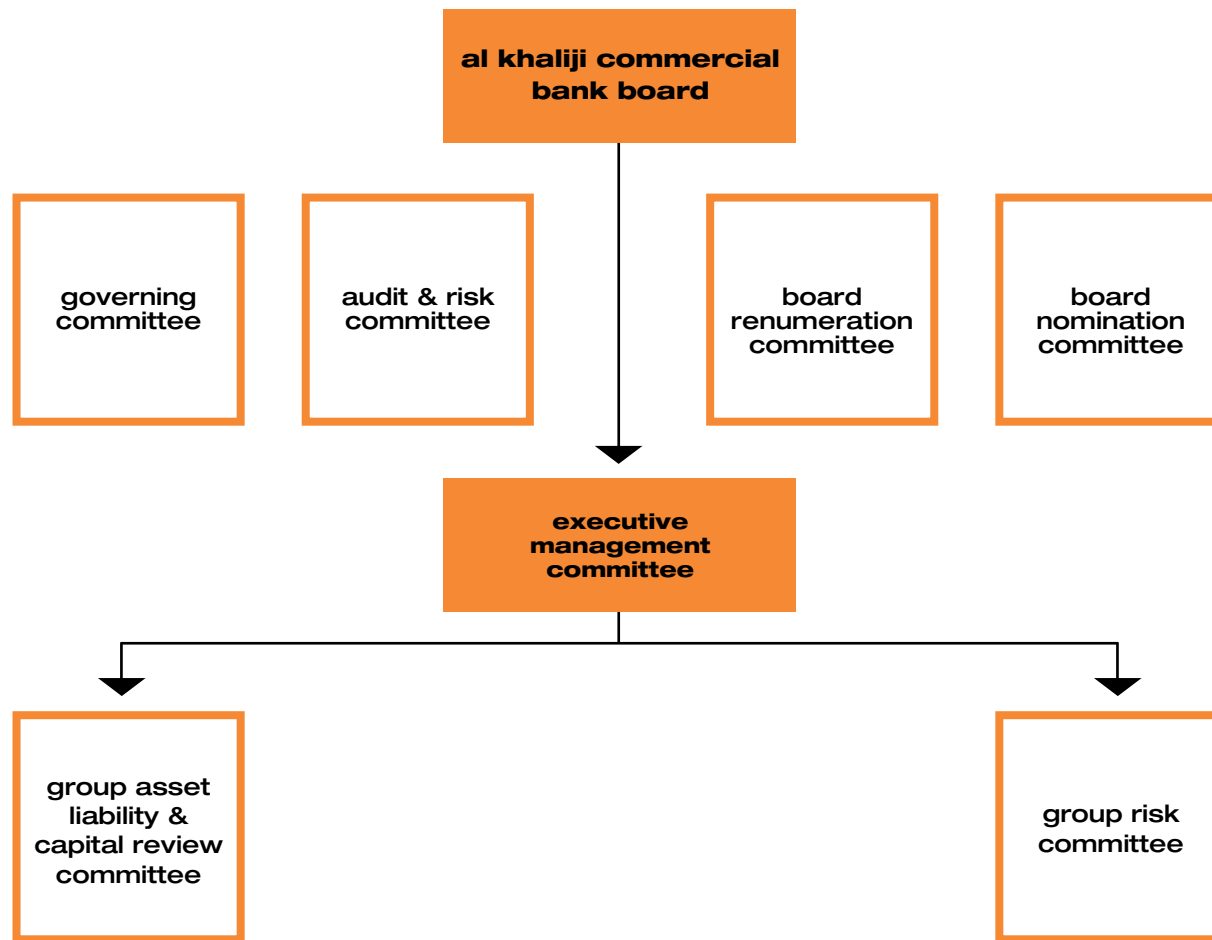 al khaliji commercial
bank board
governing
committee
audit & risk
committee
board
renumeration
committee
board
nomination
committee
executive
management
committee
group asset
liability &
capital review
committee
group risk
committee